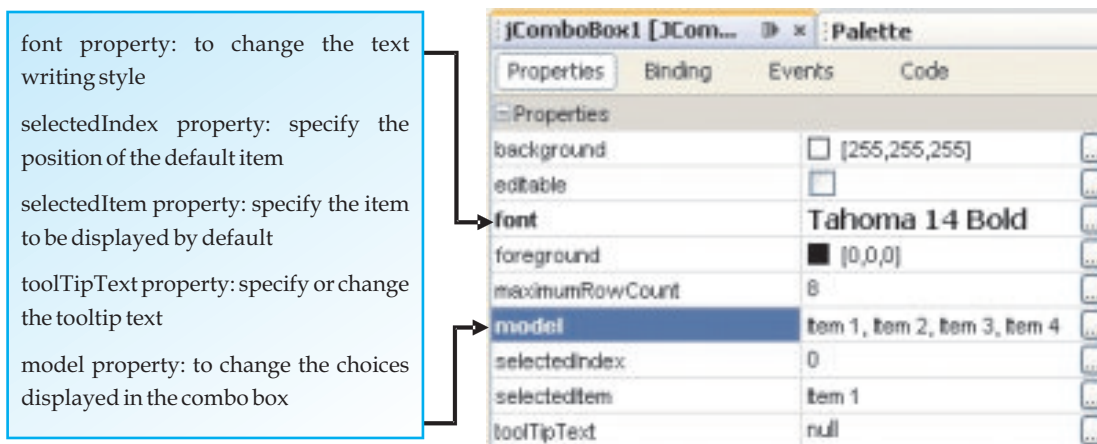 font property: to change the text
writing style
selectedIndex property: specify the
position of the default item
selectedItem property: specify the item
to be displayed by default
toolTipText property: specify or change
the tooltip text
model property: to change the choices
displayed in the combo box
jComboBox1 [JCom...
Palette
Properties Binding Events Code
Properties
background [255,255,255] ...
editable ...
font Tahoma 14 Bold ...
foreground [0,0,0] ...
maximumRowCount 8 ...
model Item 1, Item 2, Item 3, Item 4 ...
selectedIndex 0 ...
selectedItem Item 1 ...
toolTipText null ...